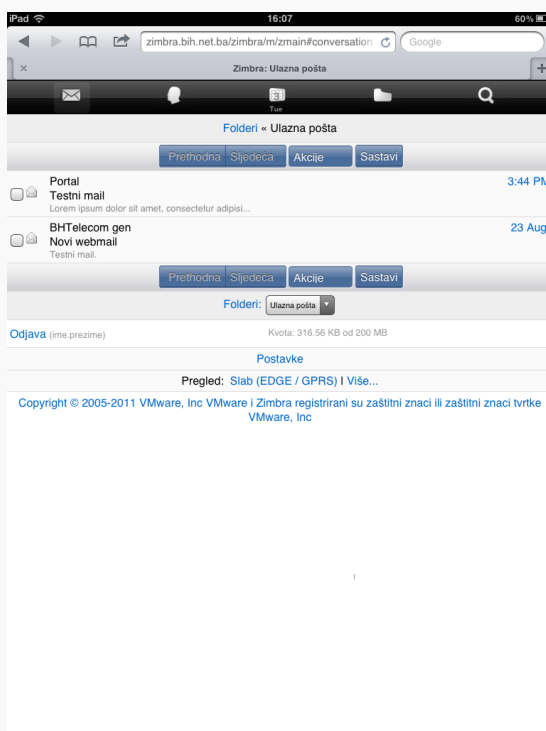 iPad 16:07 60%
zimbra.bih.net.ba/zimbra/m/zmain#conversation Google
Zimbra: Ulazna pošta
Tue
Folderi « Ulazna pošta
Prethodna Sljedeća Akcije Sastavi
Portal 3:44 PM
Testni mail
Lorem ipsum dolor sit amet, consectetur adipisi...
BHTelecom gen 23 Aug
Novi webmail
Testni mail.
Prethodna Sljedeća Akcije Sastavi
Folderi: Ulazna pošta
Odjava (ime.prezime) Kvota: 316.56 KB od 200 MB
Postavke
Pregled: Slab (EDGE / GPRS) | Više...
Copyright © 2005-2011 VMware, Inc VMware i Zimbra registrirani su zaštitni znaci ili zaštitni znaci tvrtke
VMware, Inc